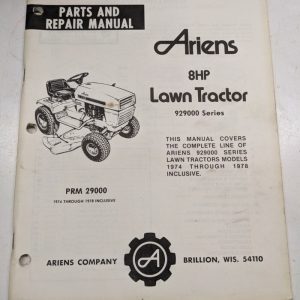 PARTS AND
REPAIR MANUAL
Ariens
8HP
Lawn Tractor
929000 Series
THIS MANUAL COVERS
THE COMPLETE LINE OF
ARIENS 929000 SERIES
LAWN TRACTORS MODELS
1974 THROUGH 1978
INCLUSIVE.
PRM 29000
1974 THROUGH 1978 INCLUSIVE
A
ARIENS COMPANY
BRILLION, WIS. 54110